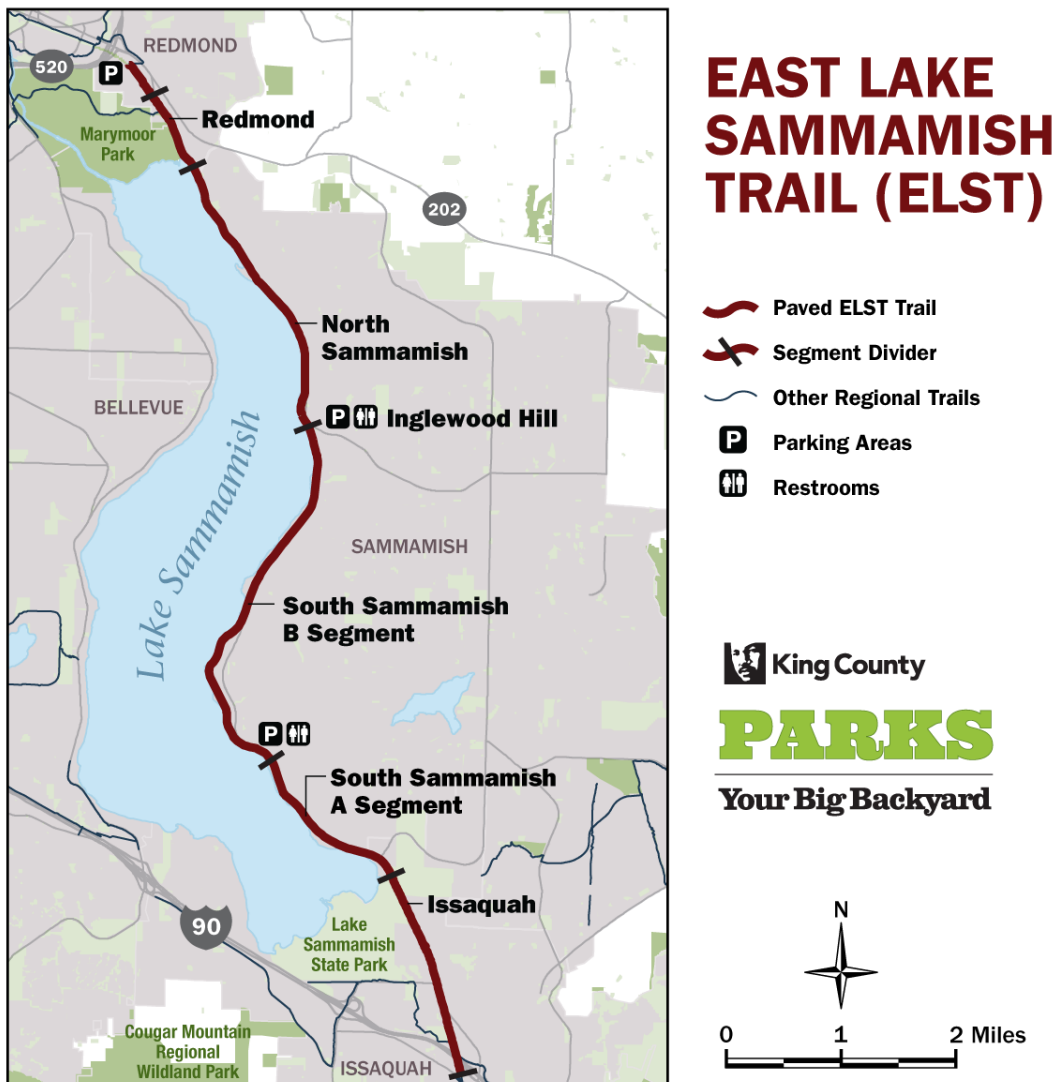 REDMOND
520
P
Redmond
Marymoor
Park
202
North
Sammamish
BELLEVUE
P
Inglewood Hill
Lake Sammamish
SAMMAMISH
South Sammamish
B Segment
P
South Sammamish
A Segment
Issaquah
90
Lake
Sammamish
State Park
Cougar Mountain
Regional
Wildland Park
ISSAQUAH
EAST LAKE
SAMMAMISH
TRAIL (ELST)
Paved ELST Trail
Segment Divider
Other Regional Trails
P
Parking Areas
Restrooms
King County
PARKS
Your Big Backyard
N
0
1
2 Miles